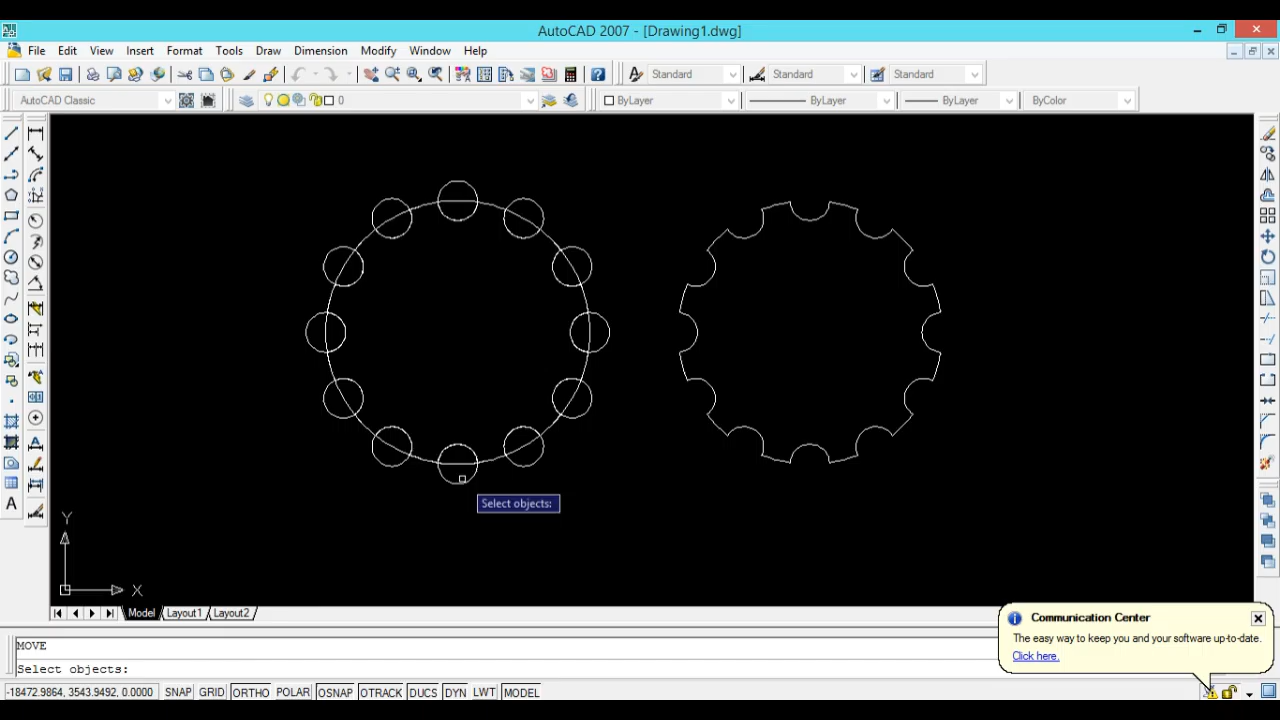 AutoCAD 2007 - [Drawing1.dwg]
File Edit View Insert Format Tools Draw Dimension Modify Window Help
Standard Standard Standard
AutoCAD Classic 0 ByLayer ByLayer ByLayer ByColor
A
Select objects:
Y
X
Model Layout1 Layout2
Communication Center
The easy way to keep you and your software up-to-date.
Click here.
MOVE
Select objects:
-18472.9864, 3543.9492, 0.0000 SNAP GRID ORTHO POLAR OSNAP OTRACK DUCS DYN LWT MODEL